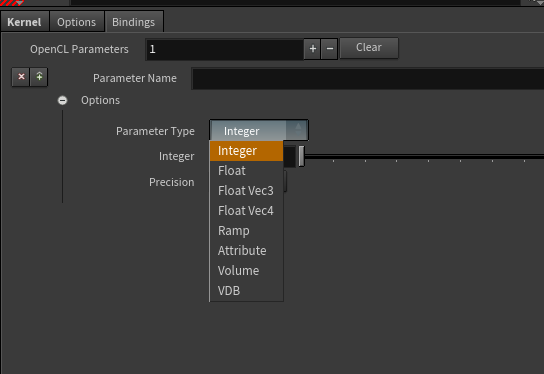 Kernel Options Bindings
OpenCL Parameters 1 + − Clear
Parameter Name
Options
Parameter Type Integer
Integer
Precision
Integer
Float
Float Vec3
Float Vec4
Ramp
Attribute
Volume
VDB